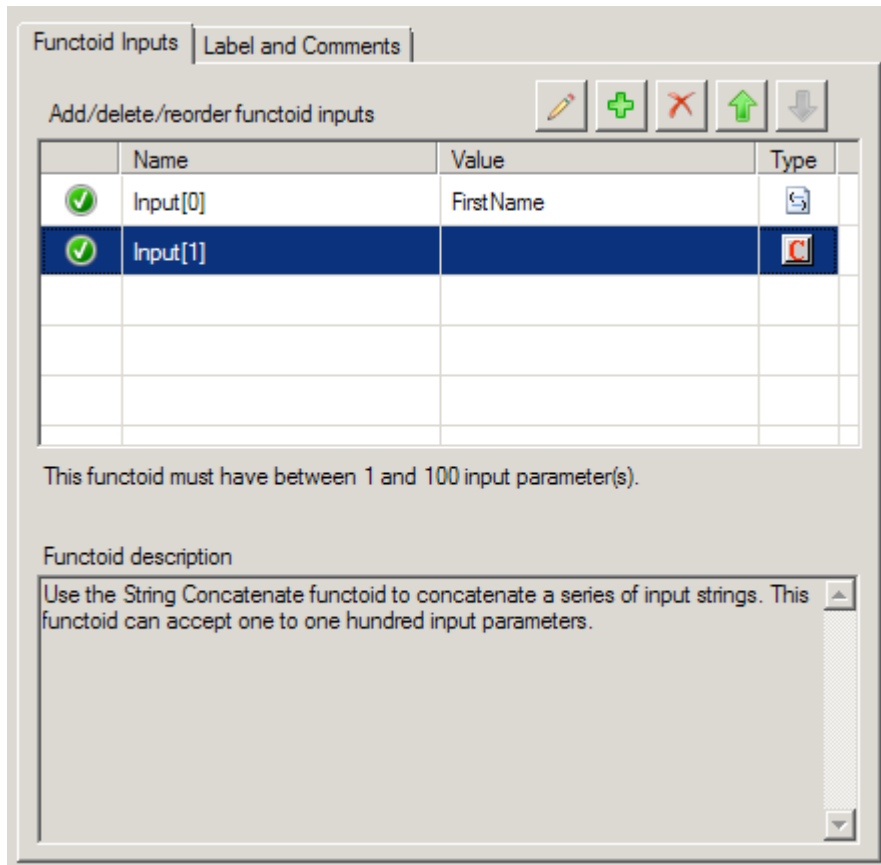 Functoid Inputs Label and Comments
Add/delete/reorder functoid inputs
Name Value Type
Input[0] FirstName
Input[1] C
This functoid must have between 1 and 100 input parameter(s).
Functoid description
Use the String Concatenate functoid to concatenate a series of input strings. This
functoid can accept one to one hundred input parameters.